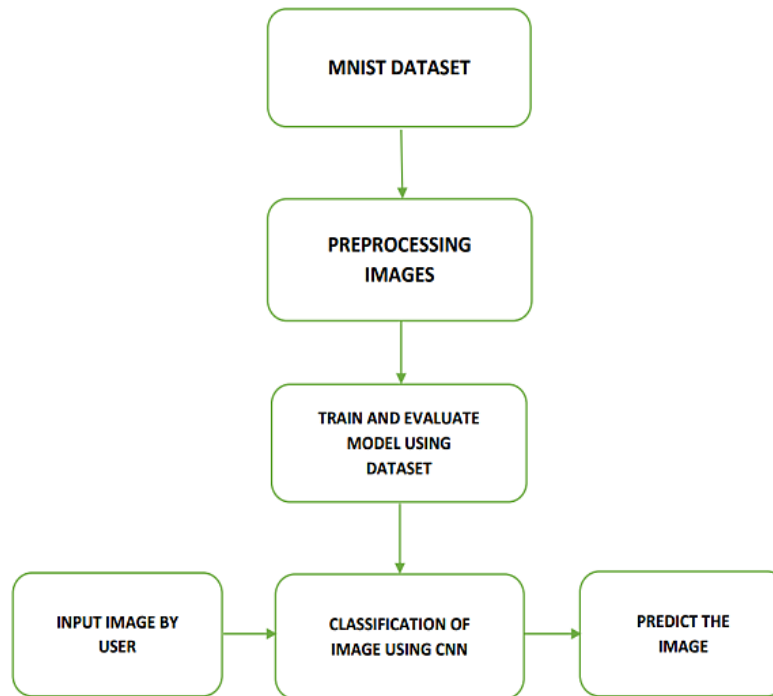 MNIST DATASET
PREPROCESSING
IMAGES
TRAIN AND EVALUATE
MODEL USING
DATASET
INPUT IMAGE BY
USER
CLASSIFICATION OF
IMAGE USING CNN
PREDICT THE
IMAGE